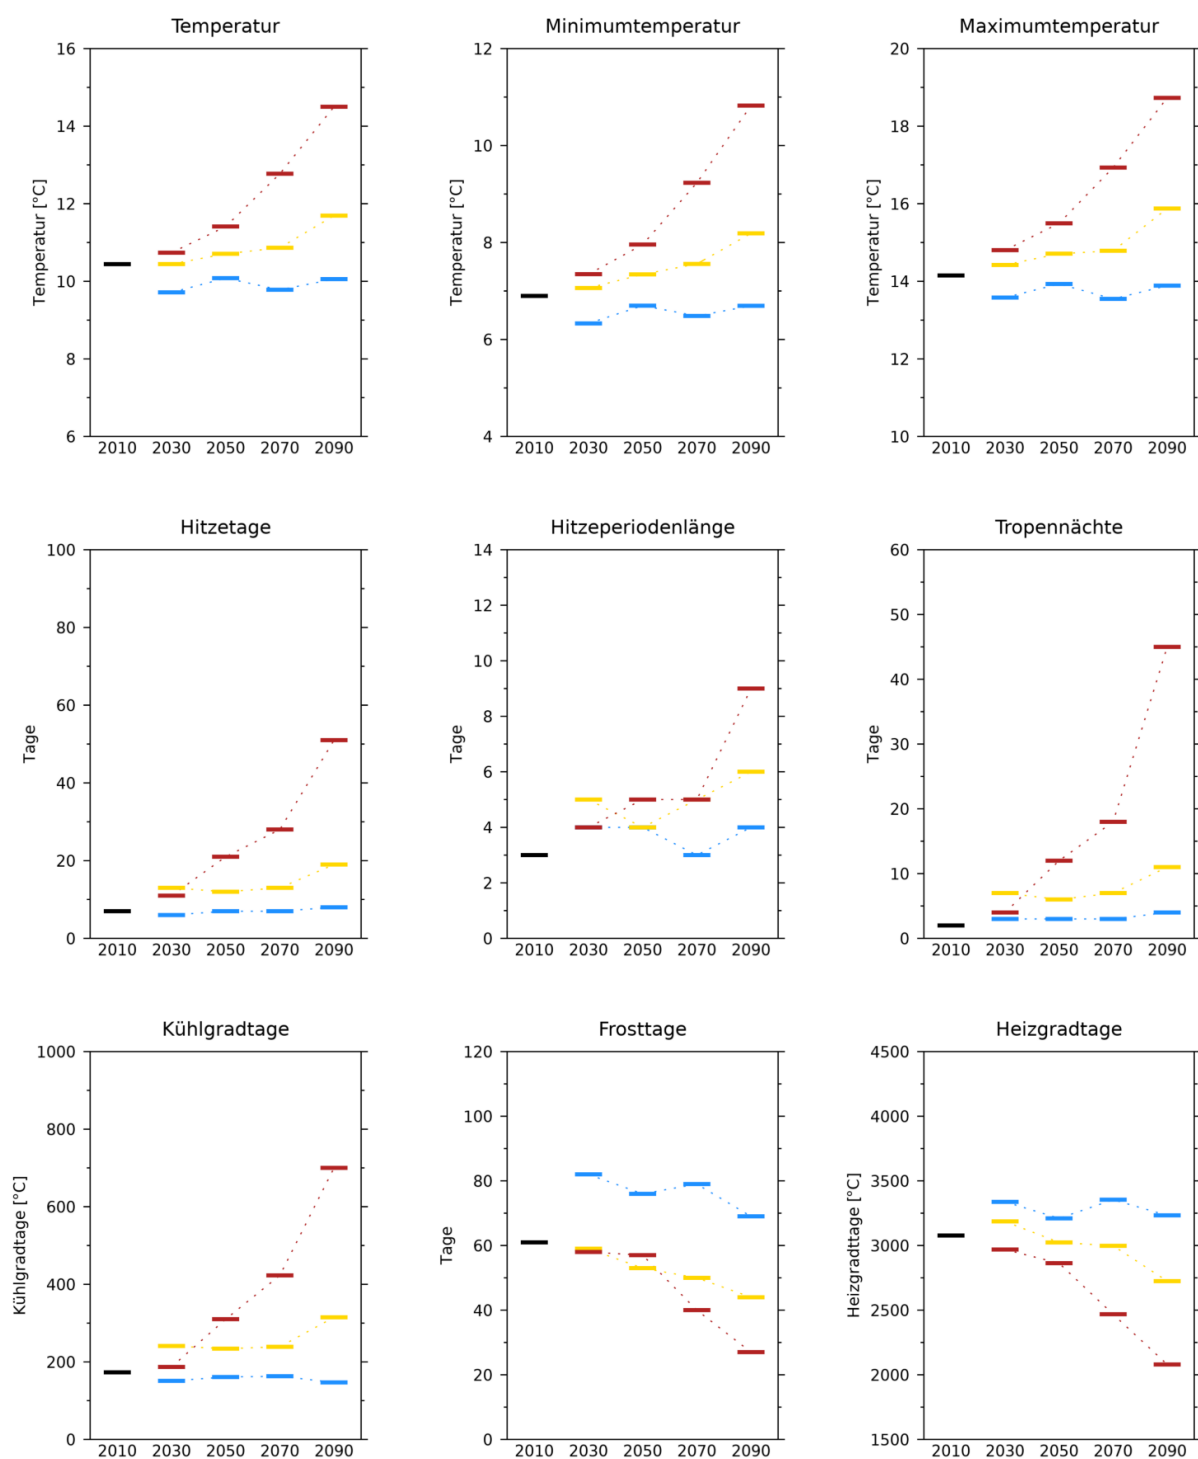 Temperatur
Minimumtemperatur
Maximumtemperatur
16
14
12
10
8
6
Temperatur [°C]
2010 2030 2050 2070 2090
12
10
8
6
4
Temperatur [°C]
2010 2030 2050 2070 2090
20
18
16
14
12
10
Temperatur [°C]
2010 2030 2050 2070 2090
Hitzetage
Hitzeperiodenlänge
Tropennächte
100
80
60
40
20
0
Tage
2010 2030 2050 2070 2090
14
12
10
8
6
4
2
0
Tage
2010 2030 2050 2070 2090
60
50
40
30
20
10
0
Tage
2010 2030 2050 2070 2090
Kühlgradtage
Frosttage
Heizgradtage
1000
800
600
400
200
0
Kühlgradtage [°C]
2010 2030 2050 2070 2090
120
100
80
60
40
20
0
Tage
2010 2030 2050 2070 2090
4500
4000
3500
3000
2500
2000
1500
Heizgradttage [°C]
2010 2030 2050 2070 2090